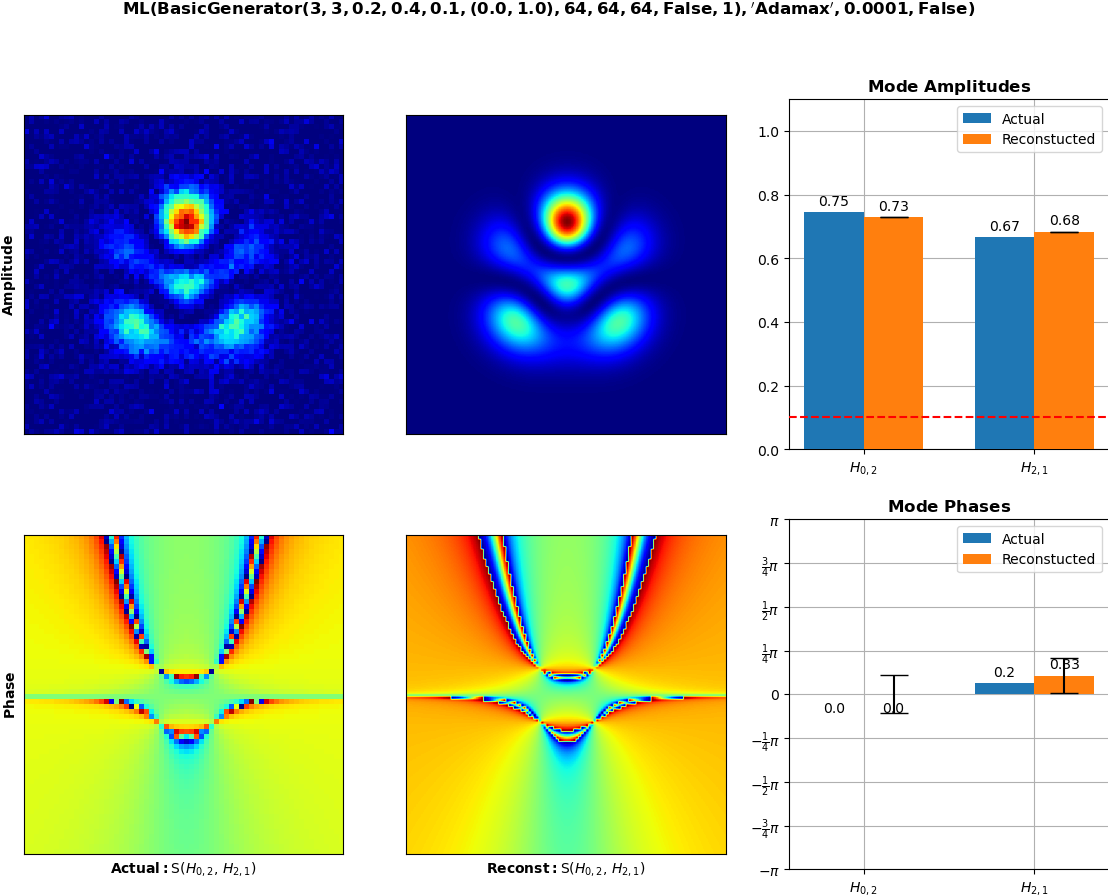 ML(BasicGenerator(3, 3, 0.2, 0.4, 0.1, (0.0, 1.0), 64, 64, 64, False, 1), ′Adamax′, 0.0001, False)
Amplitude
Mode Amplitudes
Actual
Reconstucted
1.0
0.8
0.6
0.4
0.2
0.0
0.75
0.73
0.67
0.68
H0, 2
H2, 1
Phase
Actual: S(H0, 2, H2, 1)
Reconst: S(H0, 2, H2, 1)
Mode Phases
Actual
Reconstucted
π
3/4π
1/2π
1/4π
0
−1/4π
−1/2π
−3/4π
−π
0.0
0.0
0.2
0.33
H0, 2
H2, 1